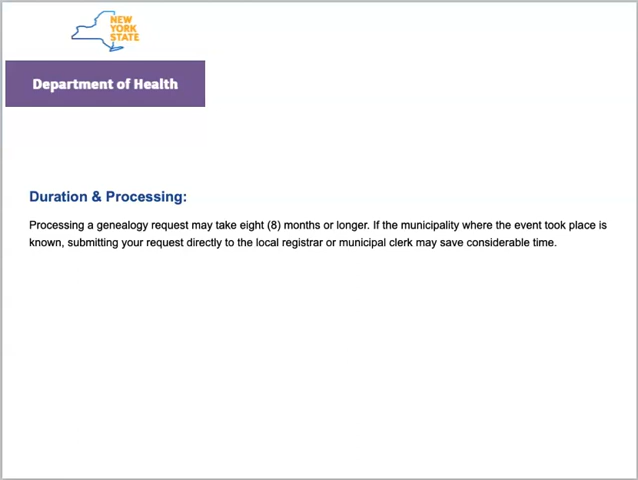 NEW
YORK
STATE
Department of Health
Duration & Processing:
Processing a genealogy request may take eight (8) months or longer. If the municipality where the event took place is
known, submitting your request directly to the local registrar or municipal clerk may save considerable time.